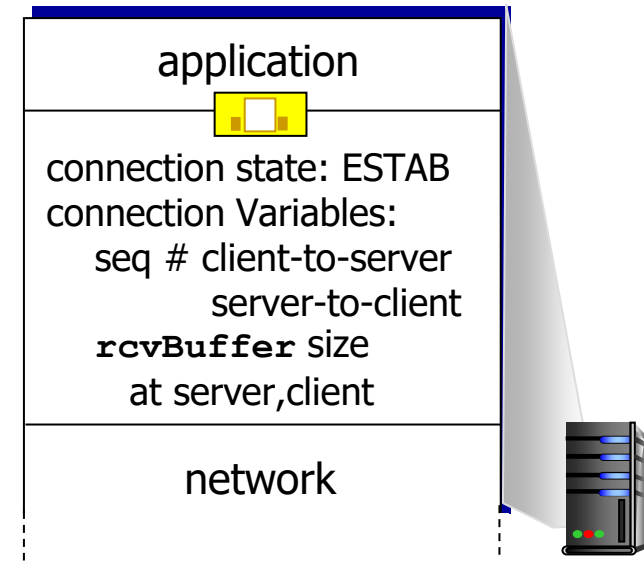 application
connection state: ESTAB
connection Variables:
seq # client-to-server
server-to-client
rcvBuffer size
at server,client
network